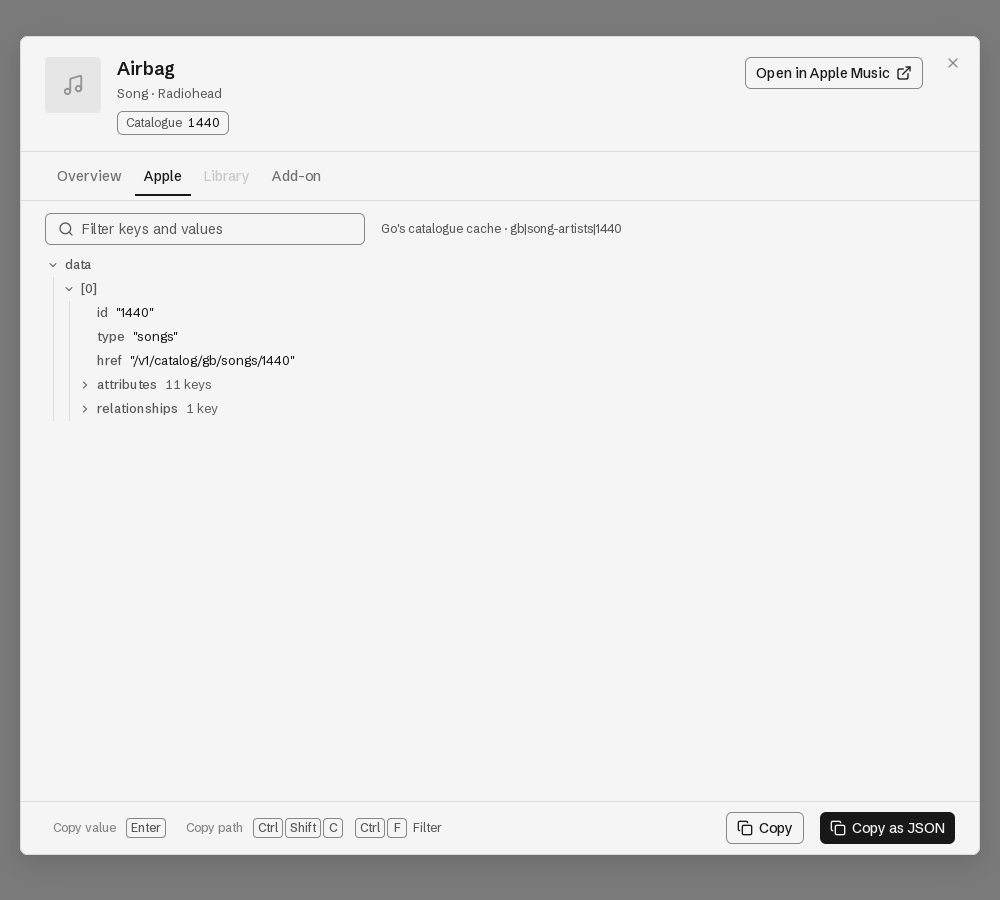 Airbag
Song · Radiohead
Catalogue 1440
Open in Apple Music
Overview Apple Library Add-on
Filter keys and values
Go's catalogue cache · gb|song-artists|1440
data
[0]
id "1440"
type "songs"
href "/v1/catalog/gb/songs/1440"
attributes 11 keys
relationships 1 key
Copy value Enter Copy path Ctrl Shift C Ctrl F Filter
Copy
Copy as JSON